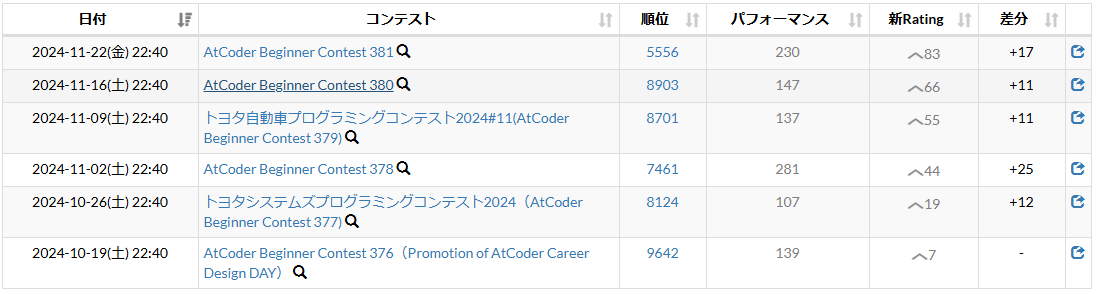 日付 コンテスト 順位 パフォーマンス 新Rating 差分
2024-11-22(金) 22:40 AtCoder Beginner Contest 381 5556 230 83 +17
2024-11-16(土) 22:40 AtCoder Beginner Contest 380 8903 147 66 +11
2024-11-09(土) 22:40 トヨタ自動車プログラミングコンテスト2024#11(AtCoder 8701 137 55 +11
Beginner Contest 379)
2024-11-02(土) 22:40 AtCoder Beginner Contest 378 7461 281 44 +25
2024-10-26(土) 22:40 トヨタシステムズプログラミングコンテスト2024（AtCoder 8124 107 19 +12
Beginner Contest 377)
2024-10-19(土) 22:40 AtCoder Beginner Contest 376（Promotion of AtCoder Career 9642 139 7 -
Design DAY）